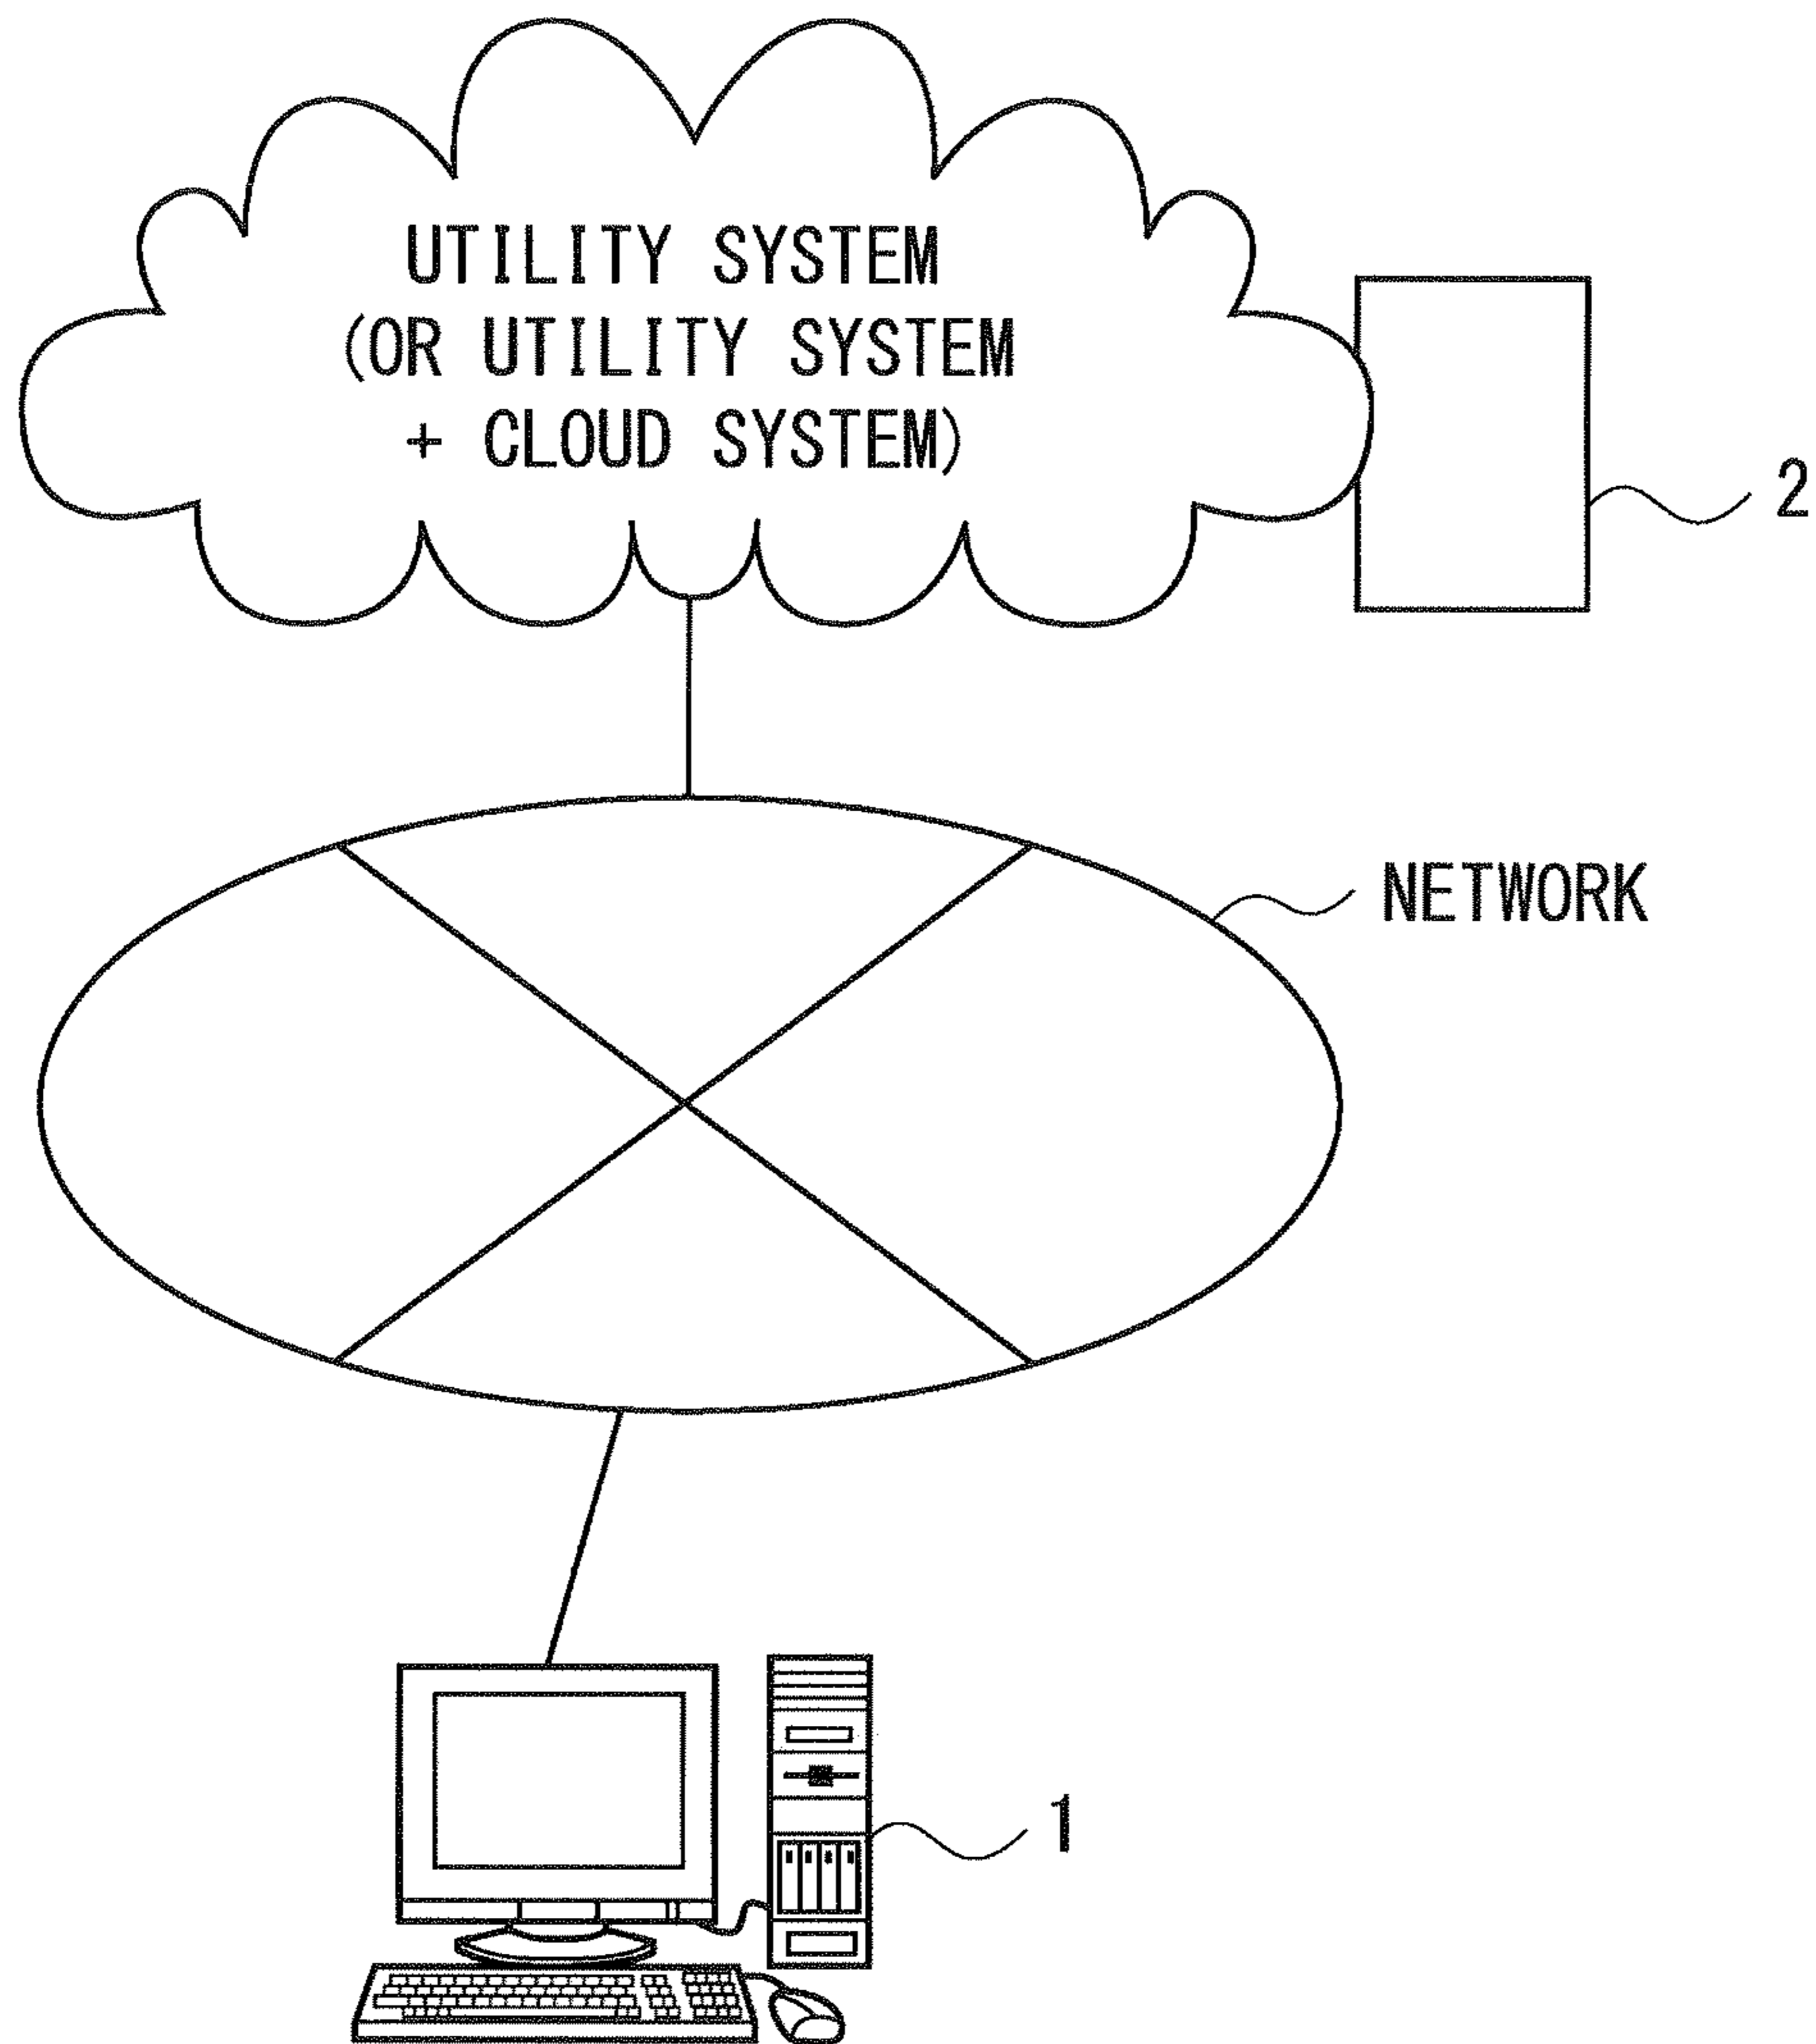 UTILITY SYSTEM
(OR UTILITY SYSTEM
+ CLOUD SYSTEM)
2
NETWORK
1